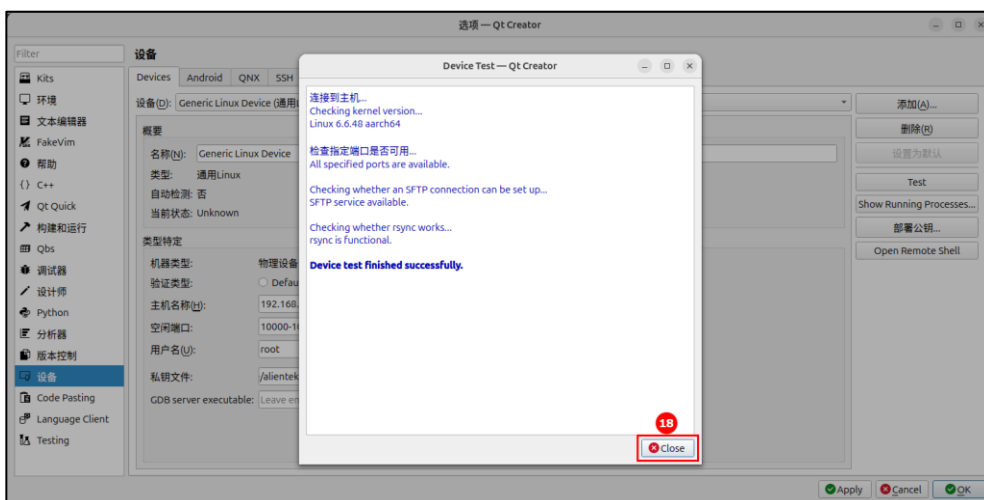 选项 — Qt Creator
Filter
Kits
环境
文本编辑器
FakeVim
帮助
{} C++
Qt Quick
构建和运行
Qbs
调试器
设计师
Python
分析器
版本控制
设备
Code Pasting
Language Client
Testing
设备
Devices Android QNX SSH
设备(D): Generic Linux Device (通用
概要
名称(N): Generic Linux Device
类型: 通用Linux
自动检测: 否
当前状态: Unknown
类型特定
机器类型: 物理设备
验证类型: Defau
主机名称(H): 192.168.
空闲端口: 10000-10
用户名(U): root
私钥文件: /alientek
GDB server executable: Leave em
Device Test — Qt Creator
连接到主机...
Checking kernel version...
Linux 6.6.48 aarch64
检查指定端口是否可用...
All specified ports are available.
Checking whether an SFTP connection can be set up...
SFTP service available.
Checking whether rsync works...
rsync is functional.
Device test finished successfully.
18
Close
添加(A)...
删除(R)
设置为默认
Test
Show Running Processes...
部署公钥...
Open Remote Shell
Apply Cancel OK